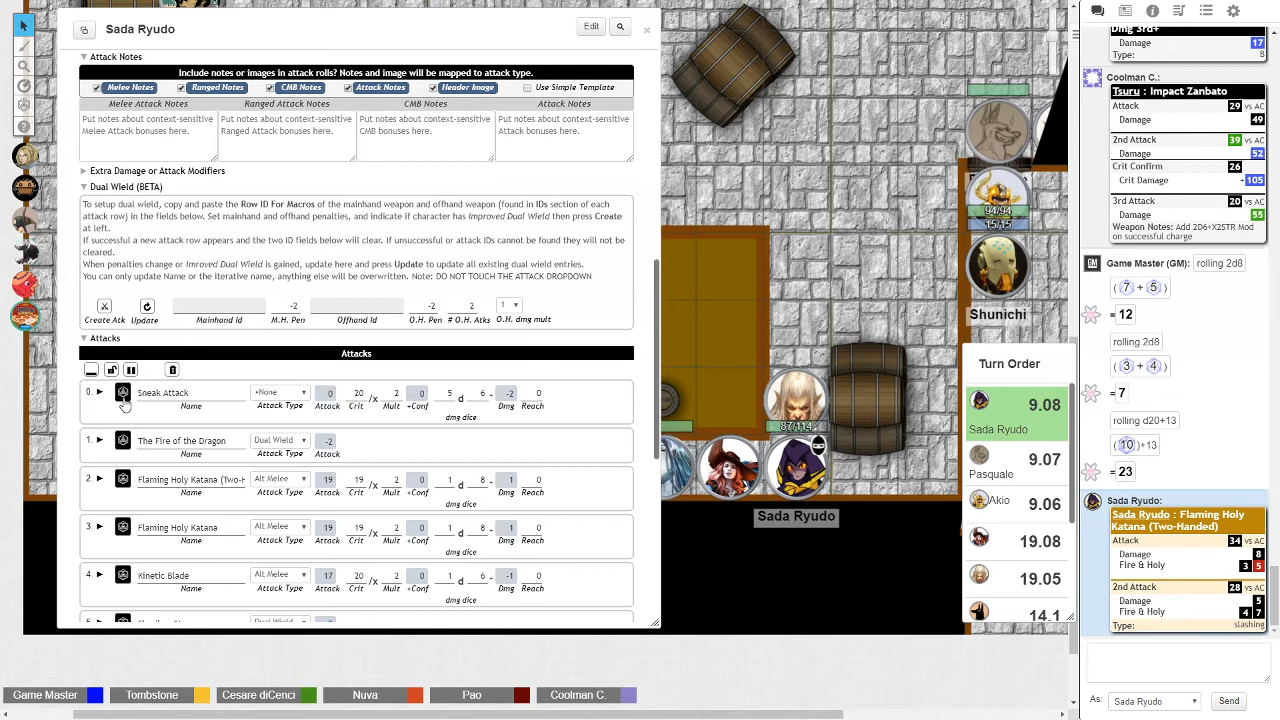 Sada Ryudo
Edit
Attack Notes
Include notes or images in attack rolls? Notes and image will be mapped to attack type.
Melee Notes Ranged Notes CMB Notes Attack Notes Header Image Use Simple Template
Melee Attack Notes Ranged Attack Notes CMB Notes Attack Notes
Put notes about context-sensitive Melee Attack bonuses here.
Put notes about context-sensitive Ranged Attack bonuses here.
Put notes about context-sensitive CMB bonuses here.
Put notes about context-sensitive Attack bonuses here.
Extra Damage or Attack Modifiers
Dual Wield (BETA)
To setup dual wield, copy and paste the Row ID For Macros of the mainhand weapon and offhand weapon (found in IDs section of each
attack row) in the fields below. Set mainhand and offhand penalties, and indicate if character has Improved Dual Wield then press Create
at left.
If successful a new attack row appears and the two ID fields below will clear. If unsuccessful or attack IDs cannot be found they will not be
cleared.
When penalties change or Imroved Dual Wield is gained, update here and press Update to update all existing dual wield entries.
You can only update Name or the iterative name, anything else will be overwritten. Note: DO NOT TOUCH THE ATTACK DROPDOWN
-2 -2 2 1
Create Atk Update Mainhand Id M.H. Pen Offhand Id O.H. Pen # O.H. Atks O.H. dmg mult
Attacks
Attacks
0. Sneak Attack •None 0 20 /x 2 0 5 d 6 + -2 0
Name Attack Type Attack Crit Mult +Conf dmg dice Dmg Reach
1. The Fire of the Dragon Dual Wield -2
Name Attack Type Attack
2. Flaming Holy Katana (Two-H Alt Melee 19 19 /x 2 0 1 d 8 + 1 0
Name Attack Type Attack Crit Mult +Conf dmg dice Dmg Reach
3. Flaming Holy Katana Alt Melee 19 19 /x 2 0 1 d 8 + 1 0
Name Attack Type Attack Crit Mult +Conf dmg dice Dmg Reach
4. Kinetic Blade Alt Melee 17 20 /x 2 0 1 d 6 + -1 0
Name Attack Type Attack Crit Mult +Conf dmg dice Dmg Reach
94/94
15/15
Shunichi
87/114
Sada Ryudo
Turn Order
9.08
Sada Ryudo
9.07
Pasquale
Akio 9.06
19.08
19.05
14.1
Dmg 3rd+
Damage 17
Type: 8
Coolman C.:
Tsuru : Impact Zanbato
Attack 29 vs AC
Damage 49
2nd Attack 39 vs AC
Damage 52
Crit Confirm 26
Crit Damage +105
3rd Attack 20 vs AC
Damage 55
Weapon Notes: Add 2D6+X25TR Mod
on successful charge
Game Master (GM): rolling 2d8
( 7 + 5 )
= 12
rolling 2d8
( 3 + 4 )
= 7
rolling d20+13
( 10 )+13
= 23
Sada Ryudo:
Sada Ryudo : Flaming Holy
Katana (Two-Handed)
Attack 34 vs AC
Damage 8
Fire & Holy 3 5
2nd Attack 28 vs AC
Damage 5
Fire & Holy 4 7
Type: slashing
As: Sada Ryudo Send
Game Master Tombstone Cesare diCenci Nuva Pao Coolman C.